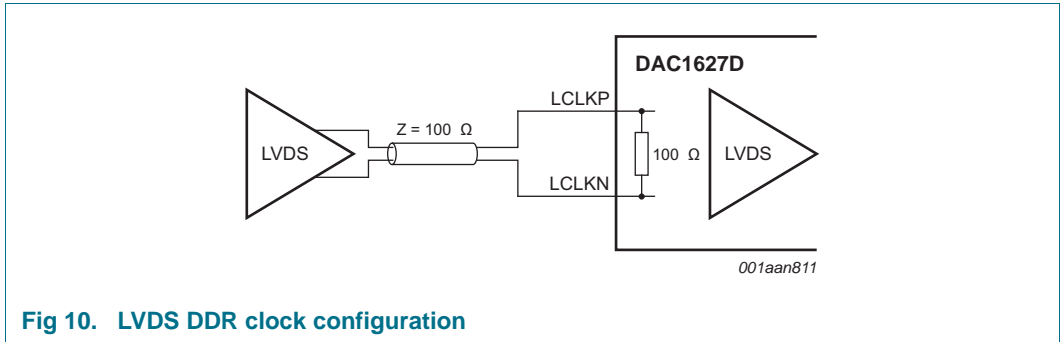 DAC1627D
LCLKP
Z = 100 Ω
LVDS
100 Ω
LVDS
LCLKN
001aan811
Fig 10. LVDS DDR clock configuration